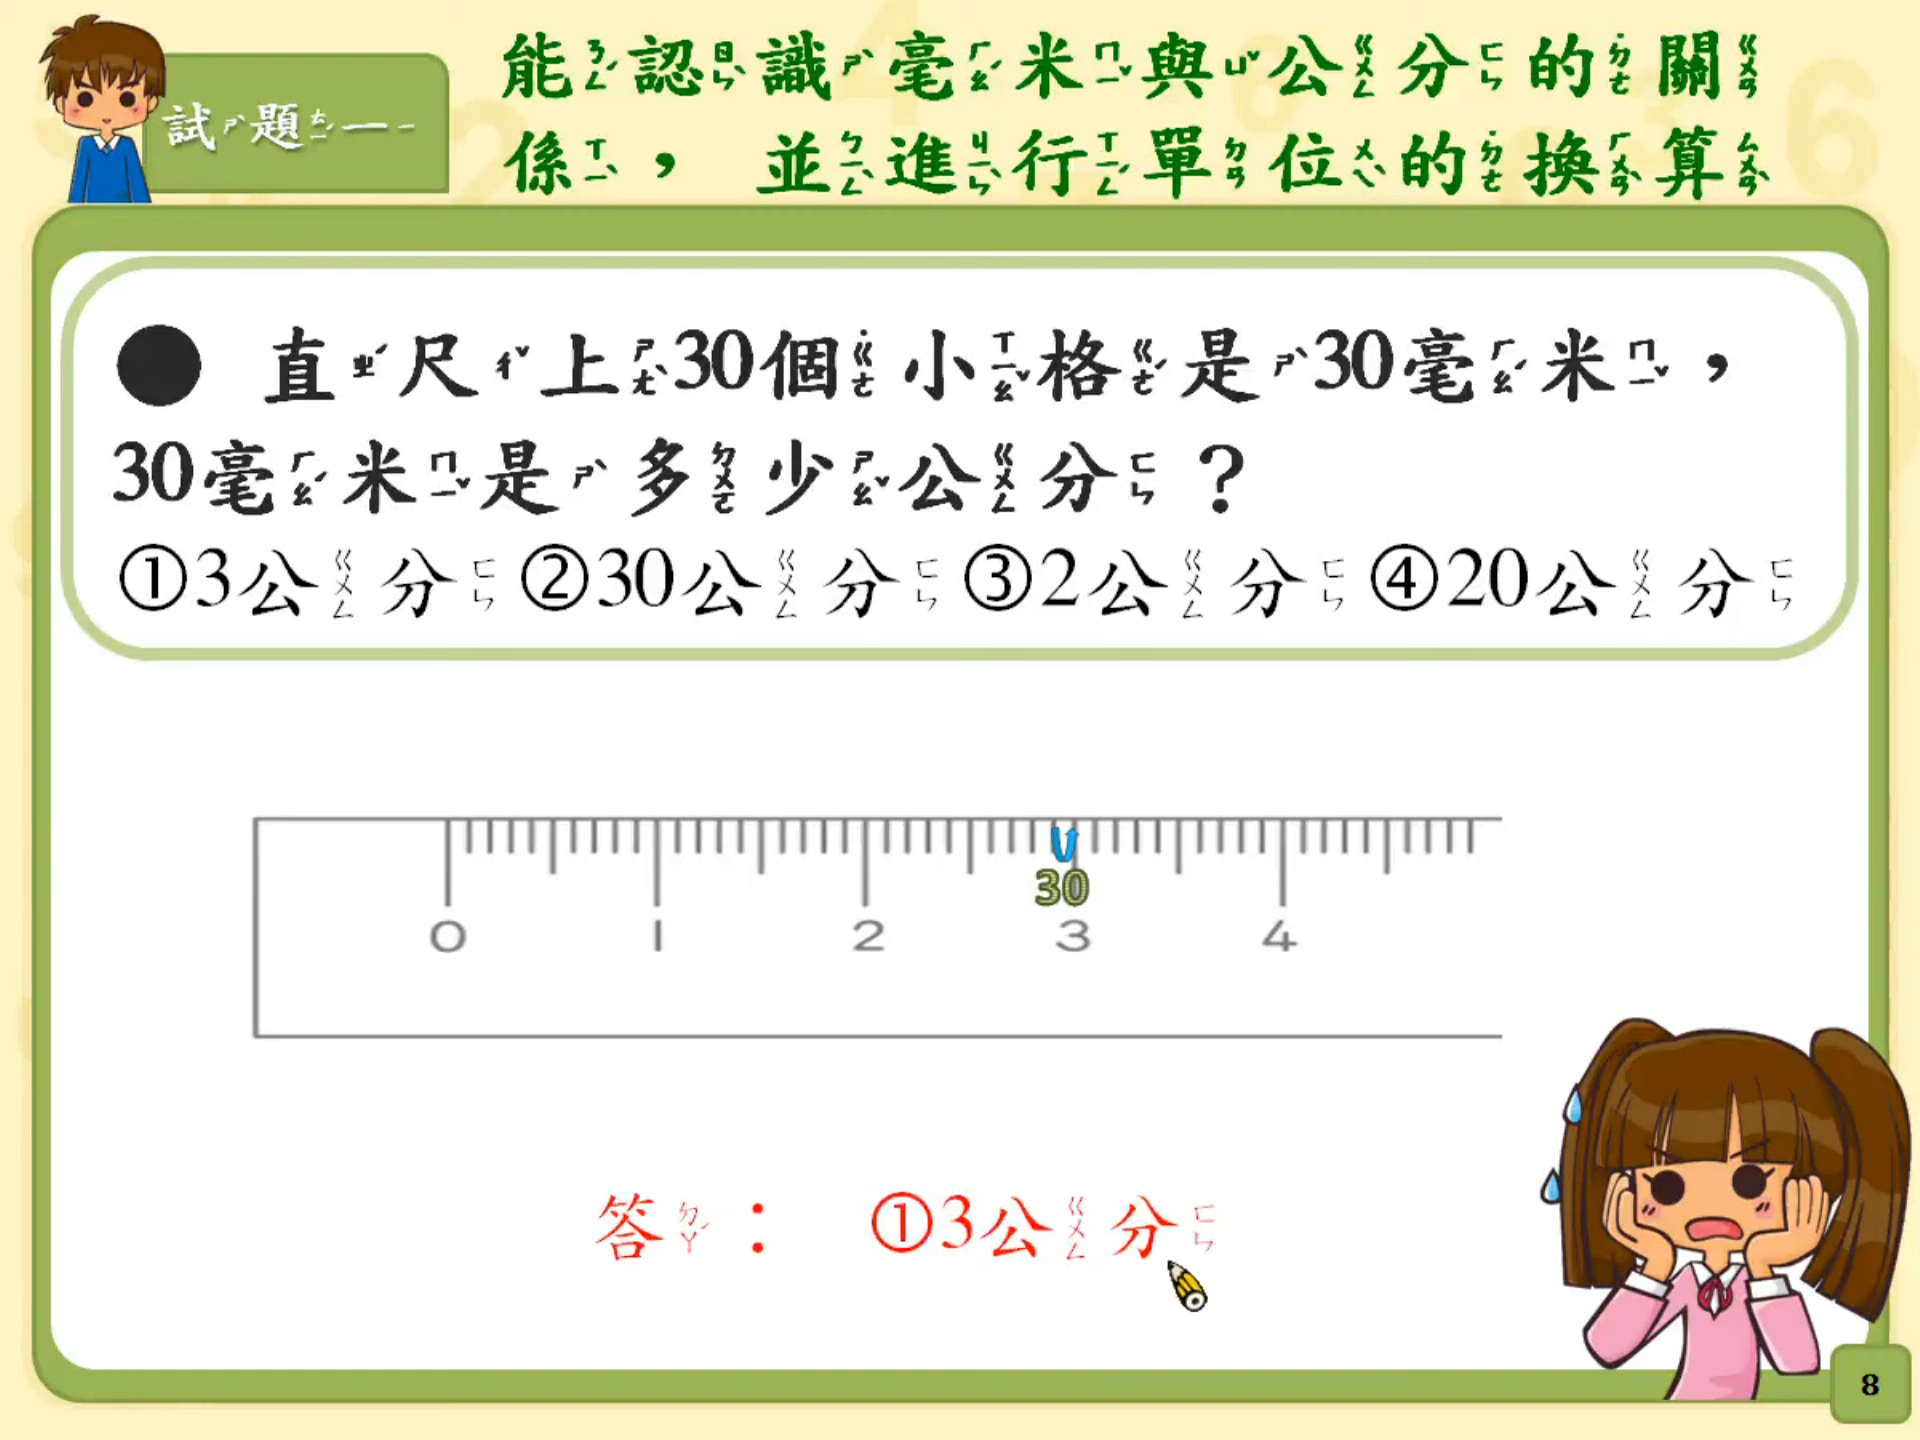 試題一
能認識毫米與公分的關
係，並進行單位的換算
● 直尺上30個小格是30毫米，
30毫米是多少公分？
①3公分②30公分③2公分④20公分
30
0 1 2 3 4
答：①3公分
8